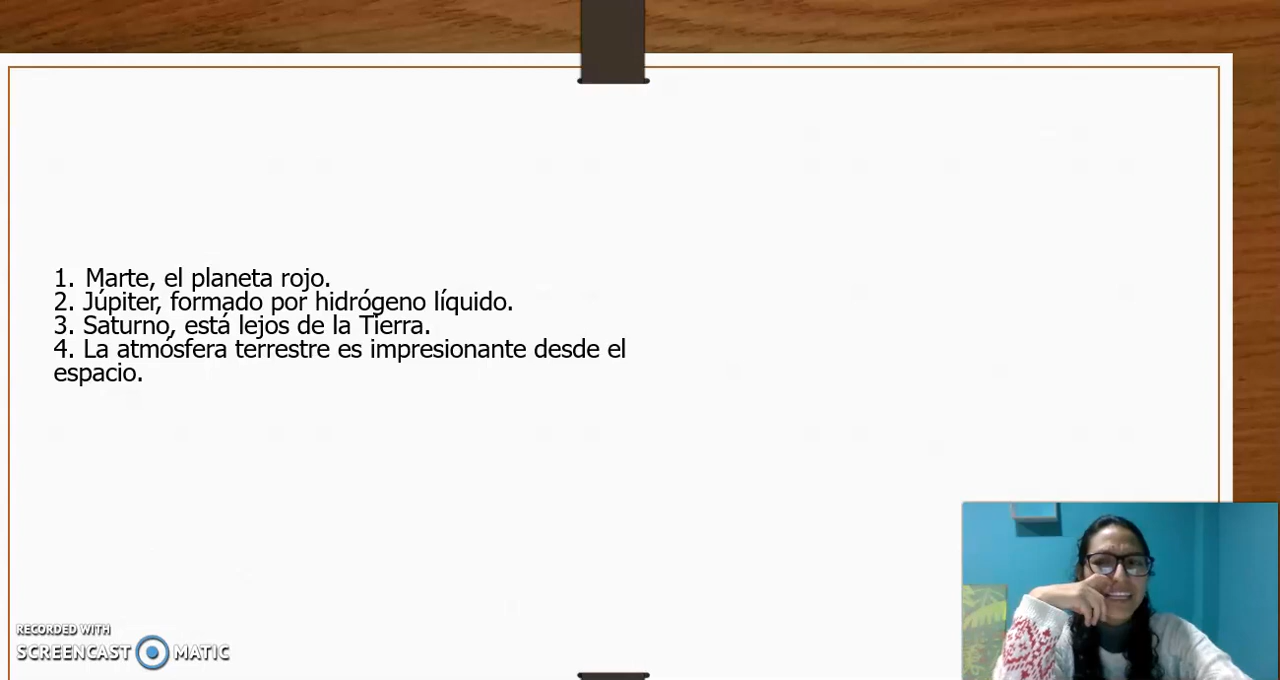 1. Marte, el planeta rojo.
2. Júpiter, formado por hidrógeno líquido.
3. Saturno, está lejos de la Tierra.
4. La atmósfera terrestre es impresionante desde el
espacio.
RECORDED WITH
SCREENCAST MATIC